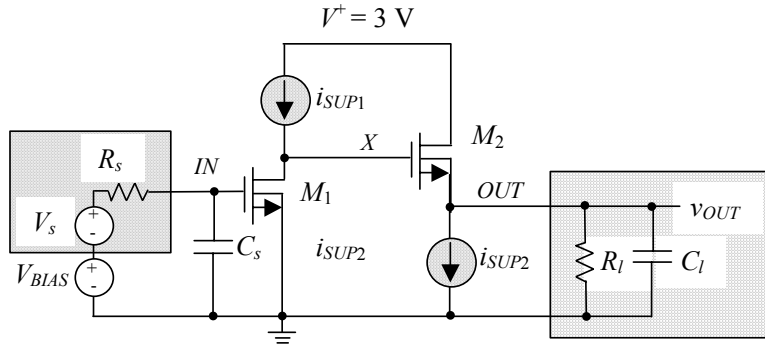 V⁺ = 3 V
i_SUP1
R_s
IN
X
M₂
M₁
OUT
v_OUT
V_s
+
-
C_s
i_SUP2
i_SUP2
R_l
C_l
V_BIAS
+
-